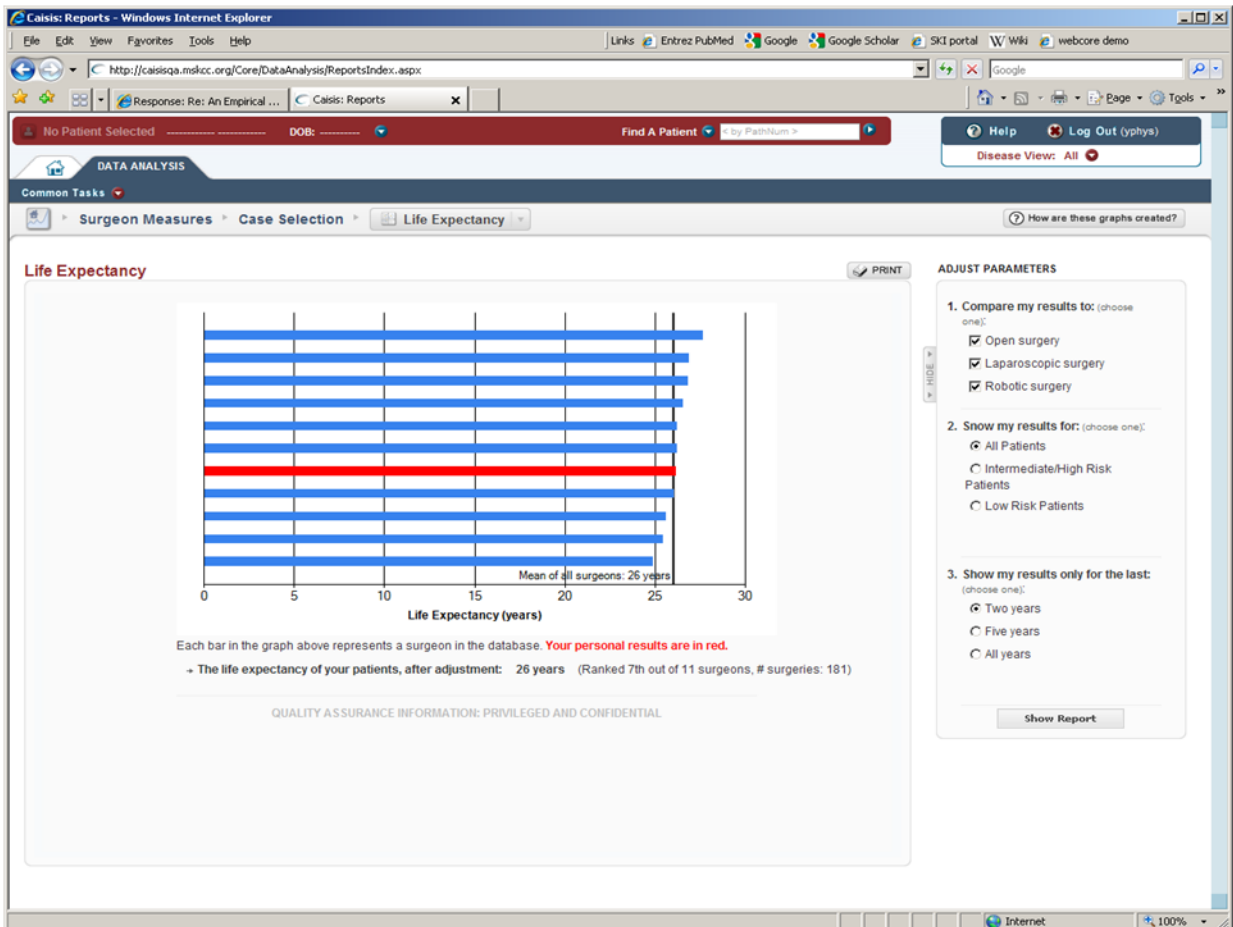 Caisis: Reports - Windows Internet Explorer
File Edit View Favorites Tools Help
Links Entrez PubMed Google Google Scholar SKI portal Wiki webcore demo
http://caisisqa.mskcc.org/Core/DataAnalysis/ReportsIndex.aspx
Google
Response: Re: An Empirical ... Caisis: Reports
Page Tools
No Patient Selected ------------ ------------ DOB: ----------
Find A Patient < by PathNum >
Help Log Out (yphys)
Disease View: All
DATA ANALYSIS
Common Tasks
Surgeon Measures Case Selection Life Expectancy
How are these graphs created?
Life Expectancy
PRINT
Mean of all surgeons: 26 years
0 5 10 15 20 25 30
Life Expectancy (years)
Each bar in the graph above represents a surgeon in the database. Your personal results are in red.
The life expectancy of your patients, after adjustment: 26 years (Ranked 7th out of 11 surgeons, # surgeries: 181)
QUALITY ASSURANCE INFORMATION: PRIVILEGED AND CONFIDENTIAL
HIDE
ADJUST PARAMETERS
1. Compare my results to: (choose
one):
Open surgery
Laparoscopic surgery
Robotic surgery
2. Snow my results for: (choose one):
All Patients
Intermediate/High Risk
Patients
Low Risk Patients
3. Show my results only for the last:
(choose one):
Two years
Five years
All years
Show Report
Internet 100%